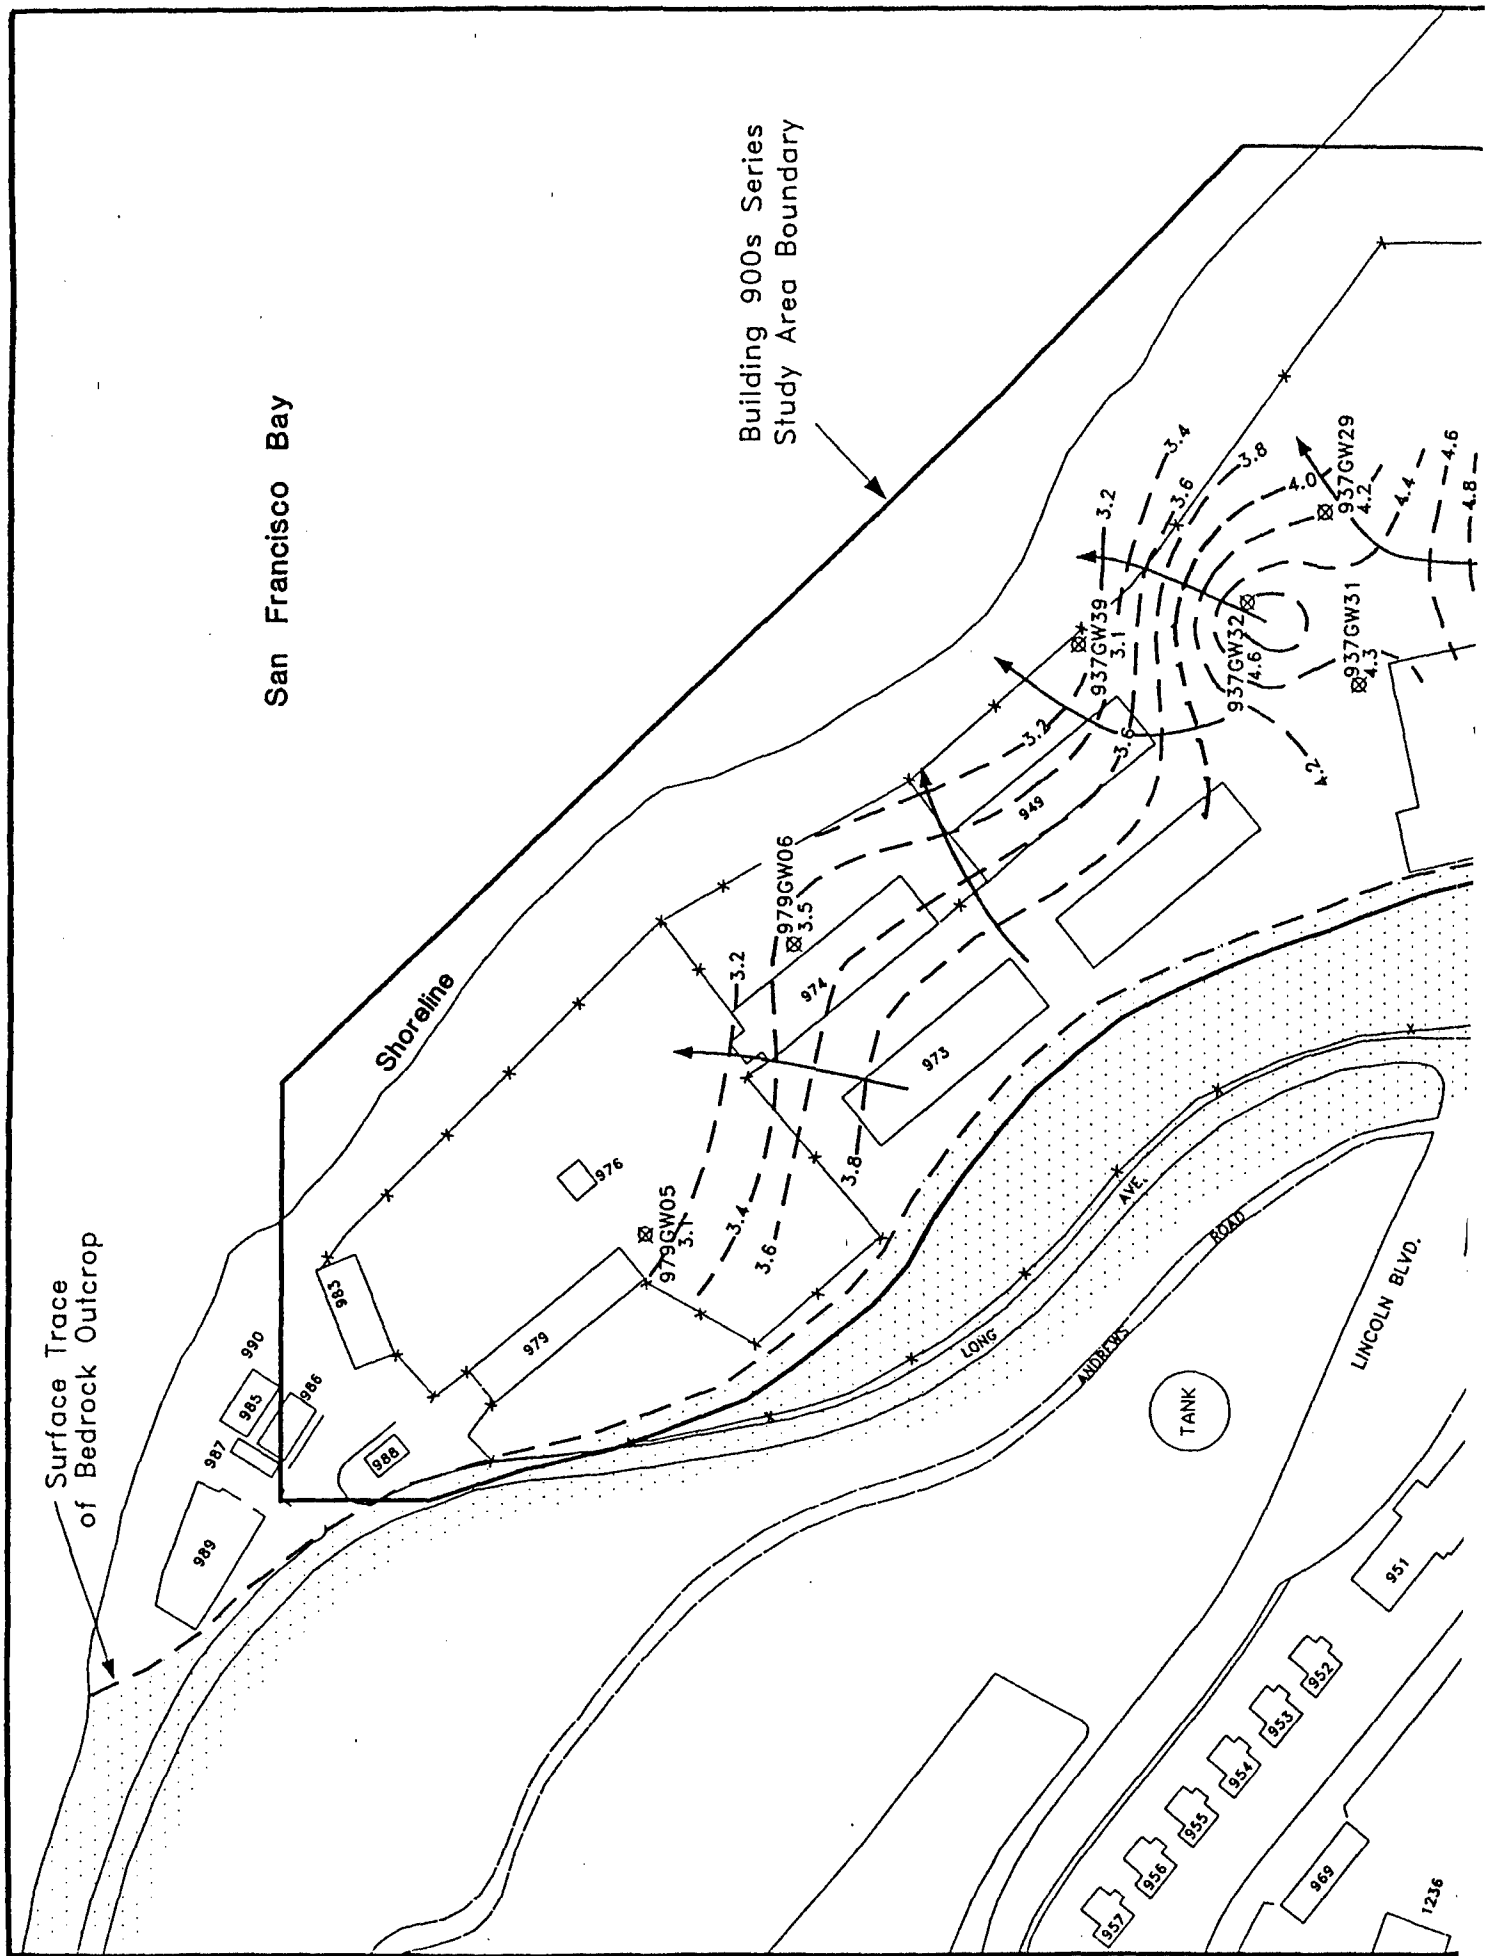 Surface Trace
of Bedrock Outcrop
San Francisco Bay
Building 900s Series
Study Area Boundary
Shoreline
990
985
986
987
988
989
983
979
976
979GW05
3.1
3.2
3.4
3.6
3.8
979GW06
3.5
974
973
949
3.2
3.6
4.2
937GW39
3.1
3.2
3.4
3.6
3.8
4.0
937GW32
4.6
937GW29
4.2
937GW31
4.3
4.4
4.6
4.8
LONG
AVE.
ANDREWS
ROAD
LINCOLN BLVD.
TANK
951
952
953
954
955
956
957
969
1236